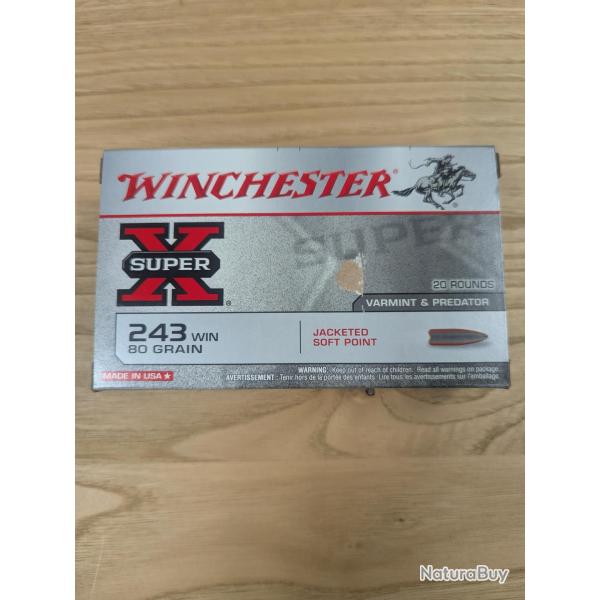 WINCHESTER®
SUPER
X
SUPER
®
20 ROUNDS
VARMINT & PREDATOR
243 WIN
80 GRAIN
JACKETED
SOFT POINT
MADE IN USA
WARNING: Keep out of reach of children. Read all warnings on package.
AVERTISSEMENT : Tenir hors de la portée des enfants. Lire tous les avertissements sur l'emballage.
NaturaBuy